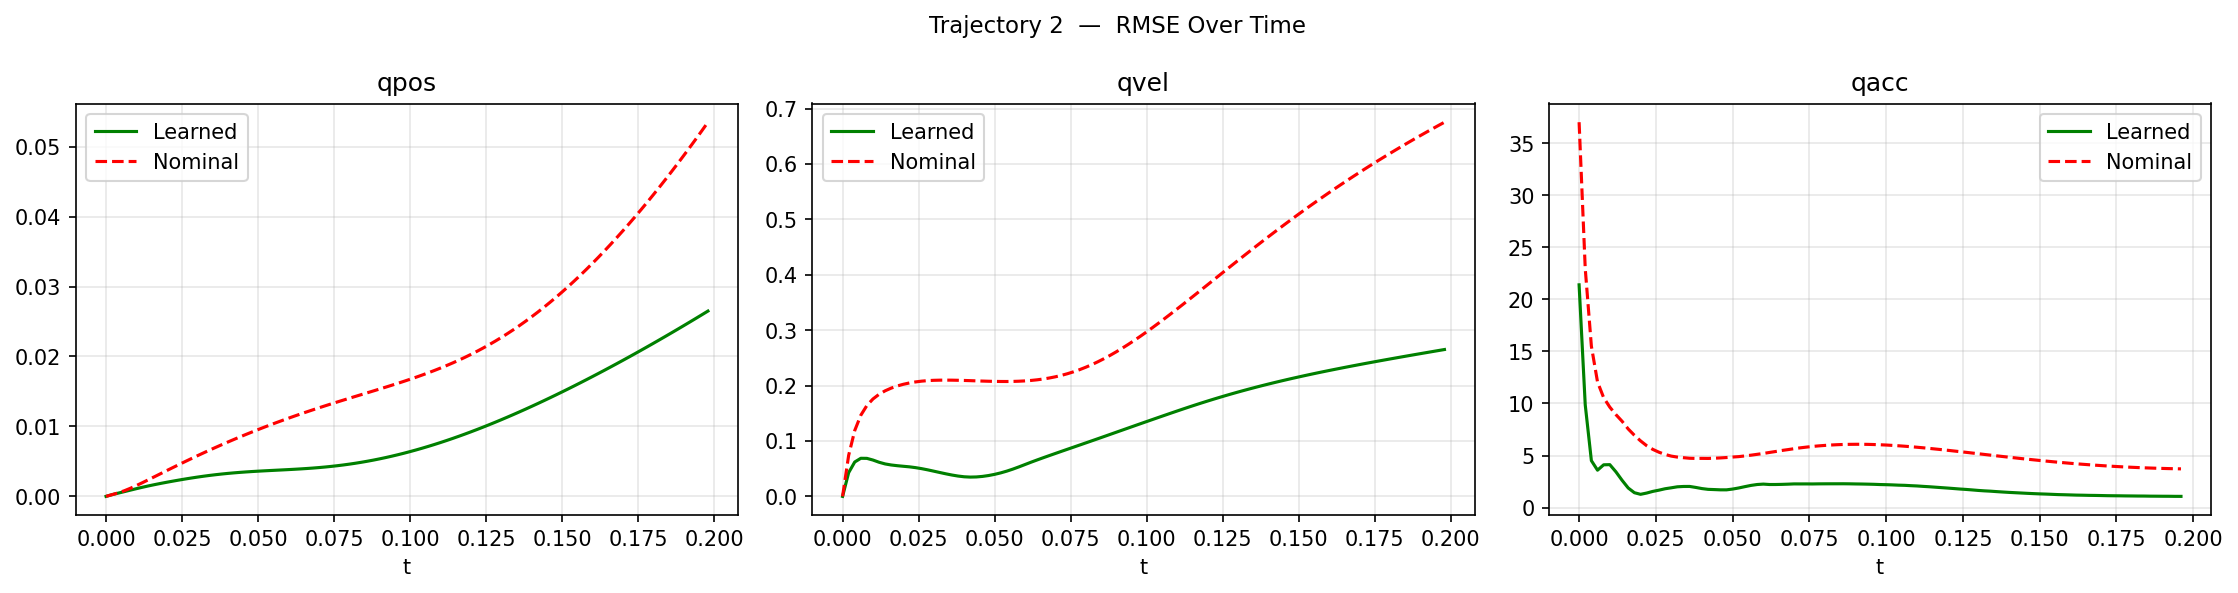 Trajectory 2 — RMSE Over Time
qpos
Learned
Nominal
0.05
0.04
0.03
0.02
0.01
0.00
0.000 0.025 0.050 0.075 0.100 0.125 0.150 0.175 0.200
t
qvel
Learned
Nominal
0.7
0.6
0.5
0.4
0.3
0.2
0.1
0.0
0.000 0.025 0.050 0.075 0.100 0.125 0.150 0.175 0.200
t
qacc
Learned
Nominal
35
30
25
20
15
10
5
0
0.000 0.025 0.050 0.075 0.100 0.125 0.150 0.175 0.200
t